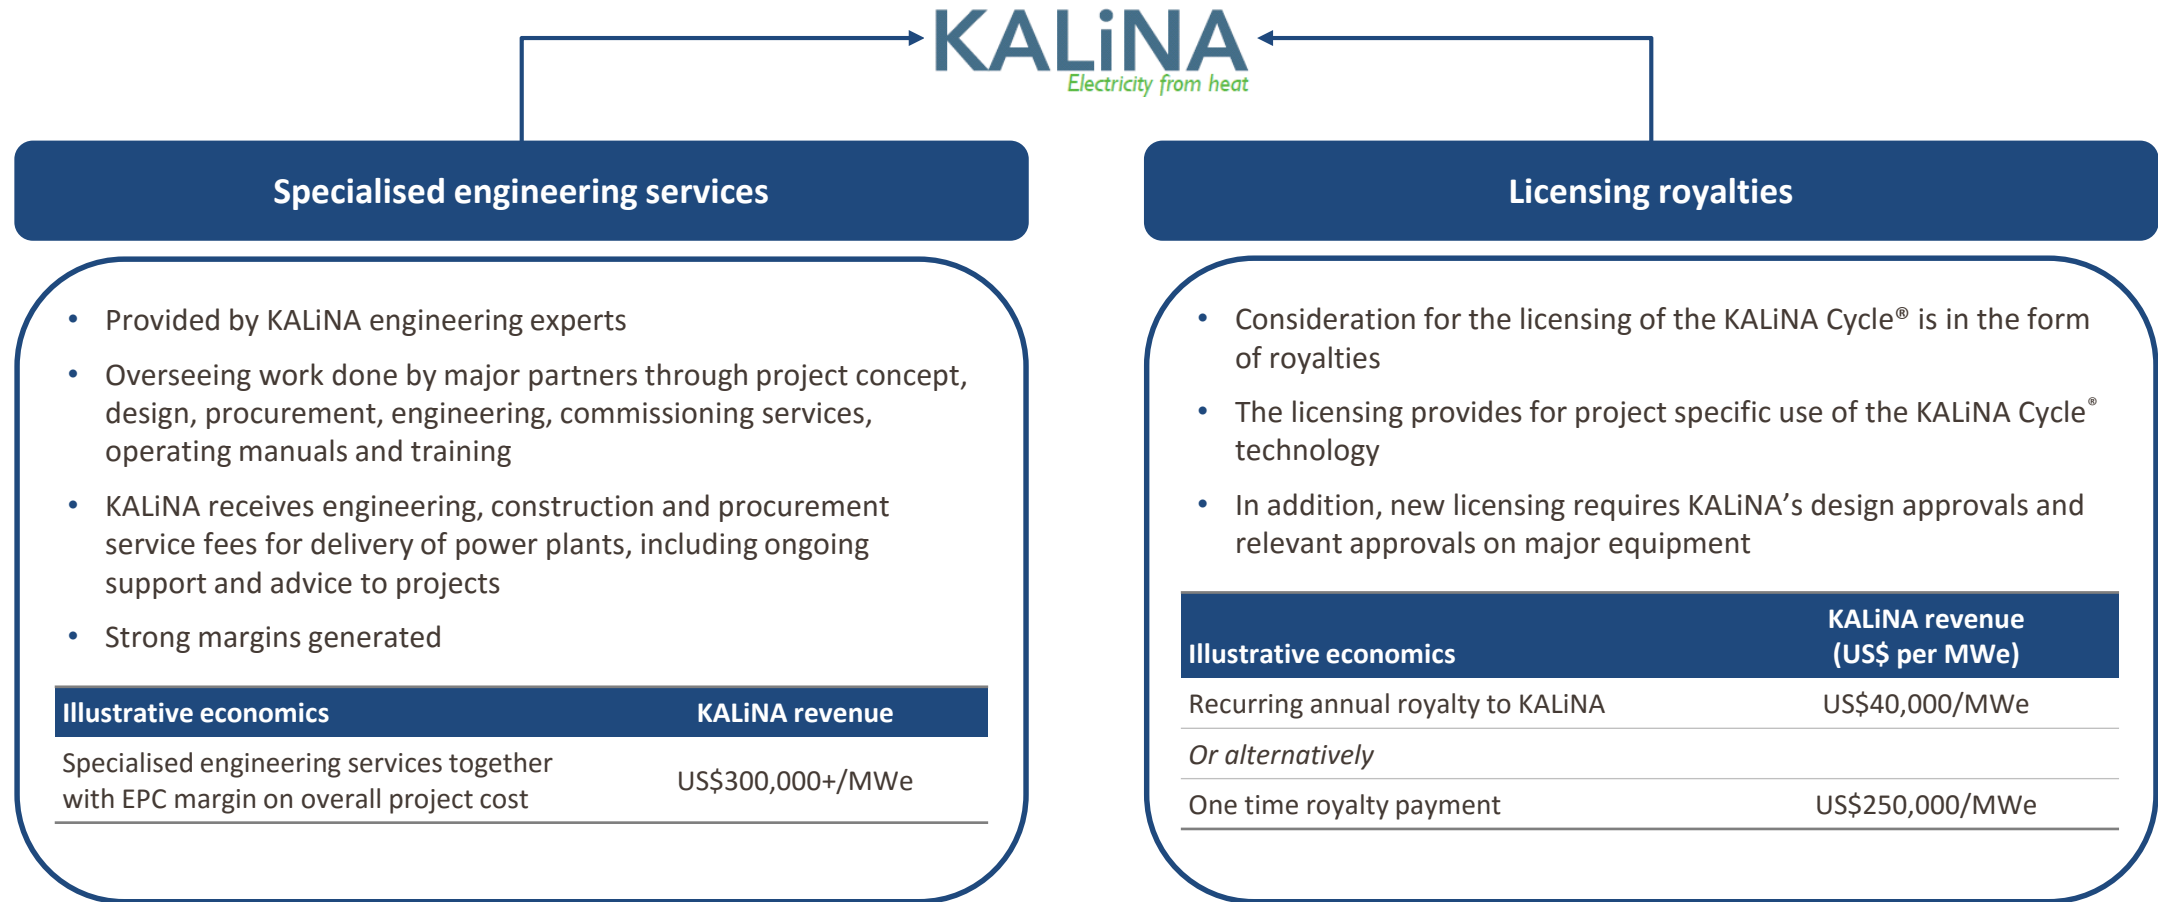 KALiNA
Electricity from heat
Specialised engineering services
• Provided by KALiNA engineering experts
• Overseeing work done by major partners through project concept,
design, procurement, engineering, commissioning services,
operating manuals and training
• KALiNA receives engineering, construction and procurement
service fees for delivery of power plants, including ongoing
support and advice to projects
• Strong margins generated
Illustrative economics KALiNA revenue
Specialised engineering services together
with EPC margin on overall project cost
US$300,000+/MWe
Licensing royalties
• Consideration for the licensing of the KALiNA Cycle® is in the form
of royalties
• The licensing provides for project specific use of the KALiNA Cycle®
technology
• In addition, new licensing requires KALiNA’s design approvals and
relevant approvals on major equipment
Illustrative economics
KALiNA revenue
(US$ per MWe)
Recurring annual royalty to KALiNA US$40,000/MWe
Or alternatively
One time royalty payment US$250,000/MWe